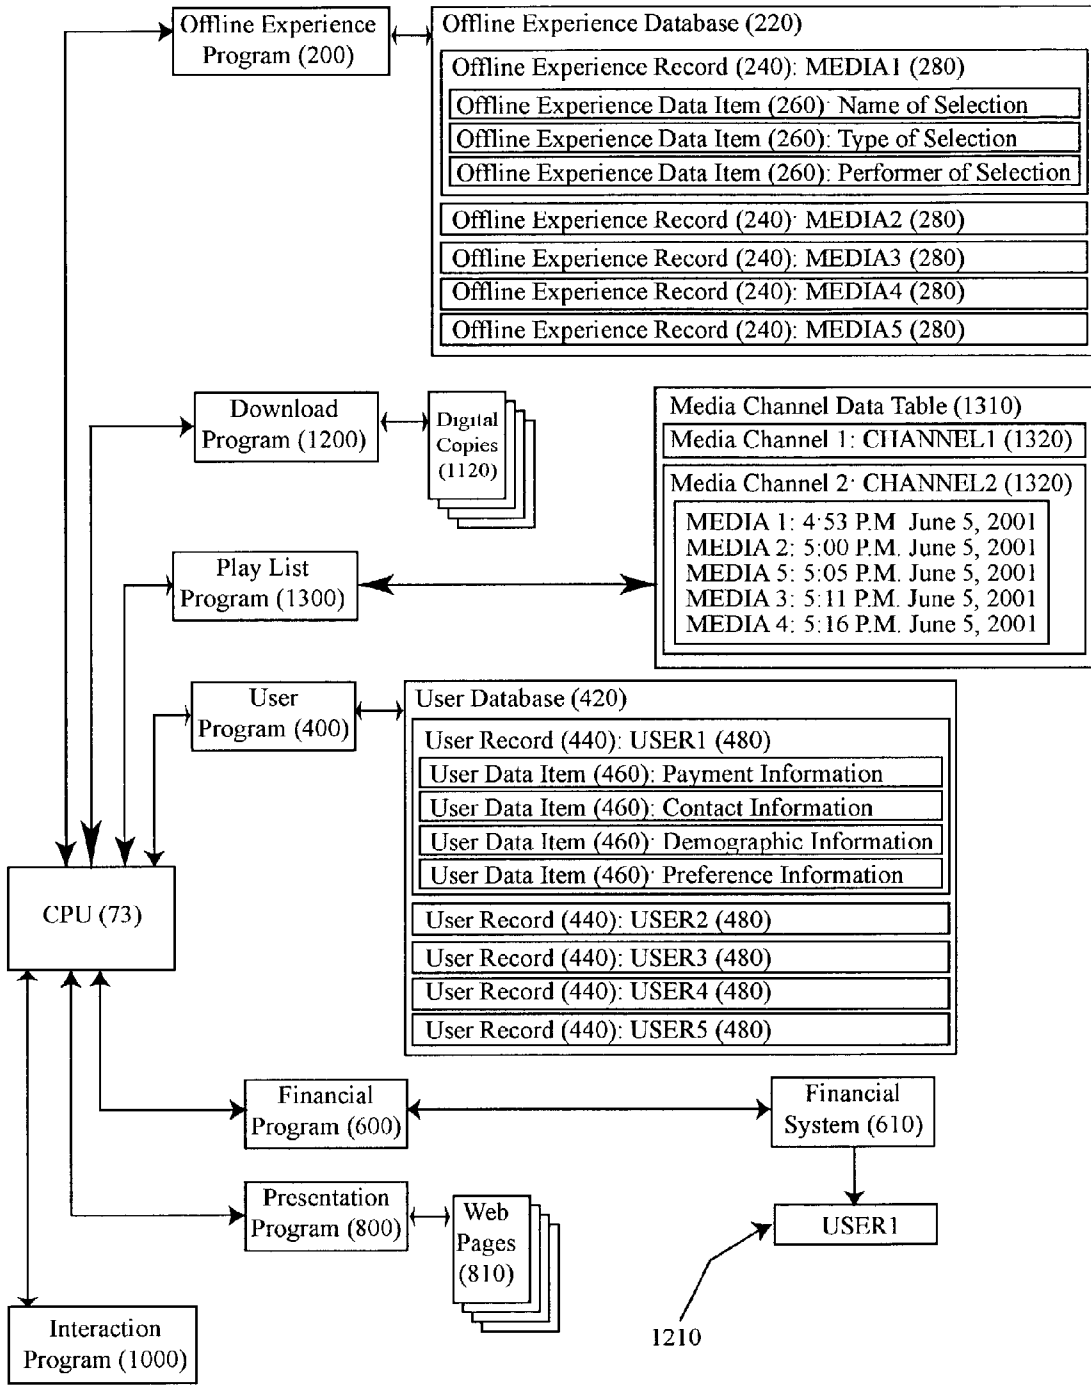 Offline Experience
Program (200)
Offline Experience Database (220)
Offline Experience Record (240): MEDIA1 (280)
Offline Experience Data Item (260): Name of Selection
Offline Experience Data Item (260): Type of Selection
Offline Experience Data Item (260): Performer of Selection
Offline Experience Record (240): MEDIA2 (280)
Offline Experience Record (240): MEDIA3 (280)
Offline Experience Record (240): MEDIA4 (280)
Offline Experience Record (240): MEDIA5 (280)
Download
Program (1200)
Digital
Copies
(1120)
Media Channel Data Table (1310)
Media Channel 1: CHANNEL1 (1320)
Media Channel 2: CHANNEL2 (1320)
MEDIA 1: 4:53 P.M. June 5, 2001
MEDIA 2: 5:00 P.M. June 5, 2001
MEDIA 5: 5:05 P.M. June 5, 2001
MEDIA 3: 5:11 P.M. June 5, 2001
MEDIA 4: 5:16 P.M. June 5, 2001
Play List
Program (1300)
User
Program (400)
User Database (420)
User Record (440): USER1 (480)
User Data Item (460): Payment Information
User Data Item (460): Contact Information
User Data Item (460): Demographic Information
User Data Item (460): Preference Information
User Record (440): USER2 (480)
User Record (440): USER3 (480)
User Record (440): USER4 (480)
User Record (440): USER5 (480)
CPU (73)
Financial
Program (600)
Financial
System (610)
Presentation
Program (800)
Web
Pages
(810)
USER1
1210
Interaction
Program (1000)